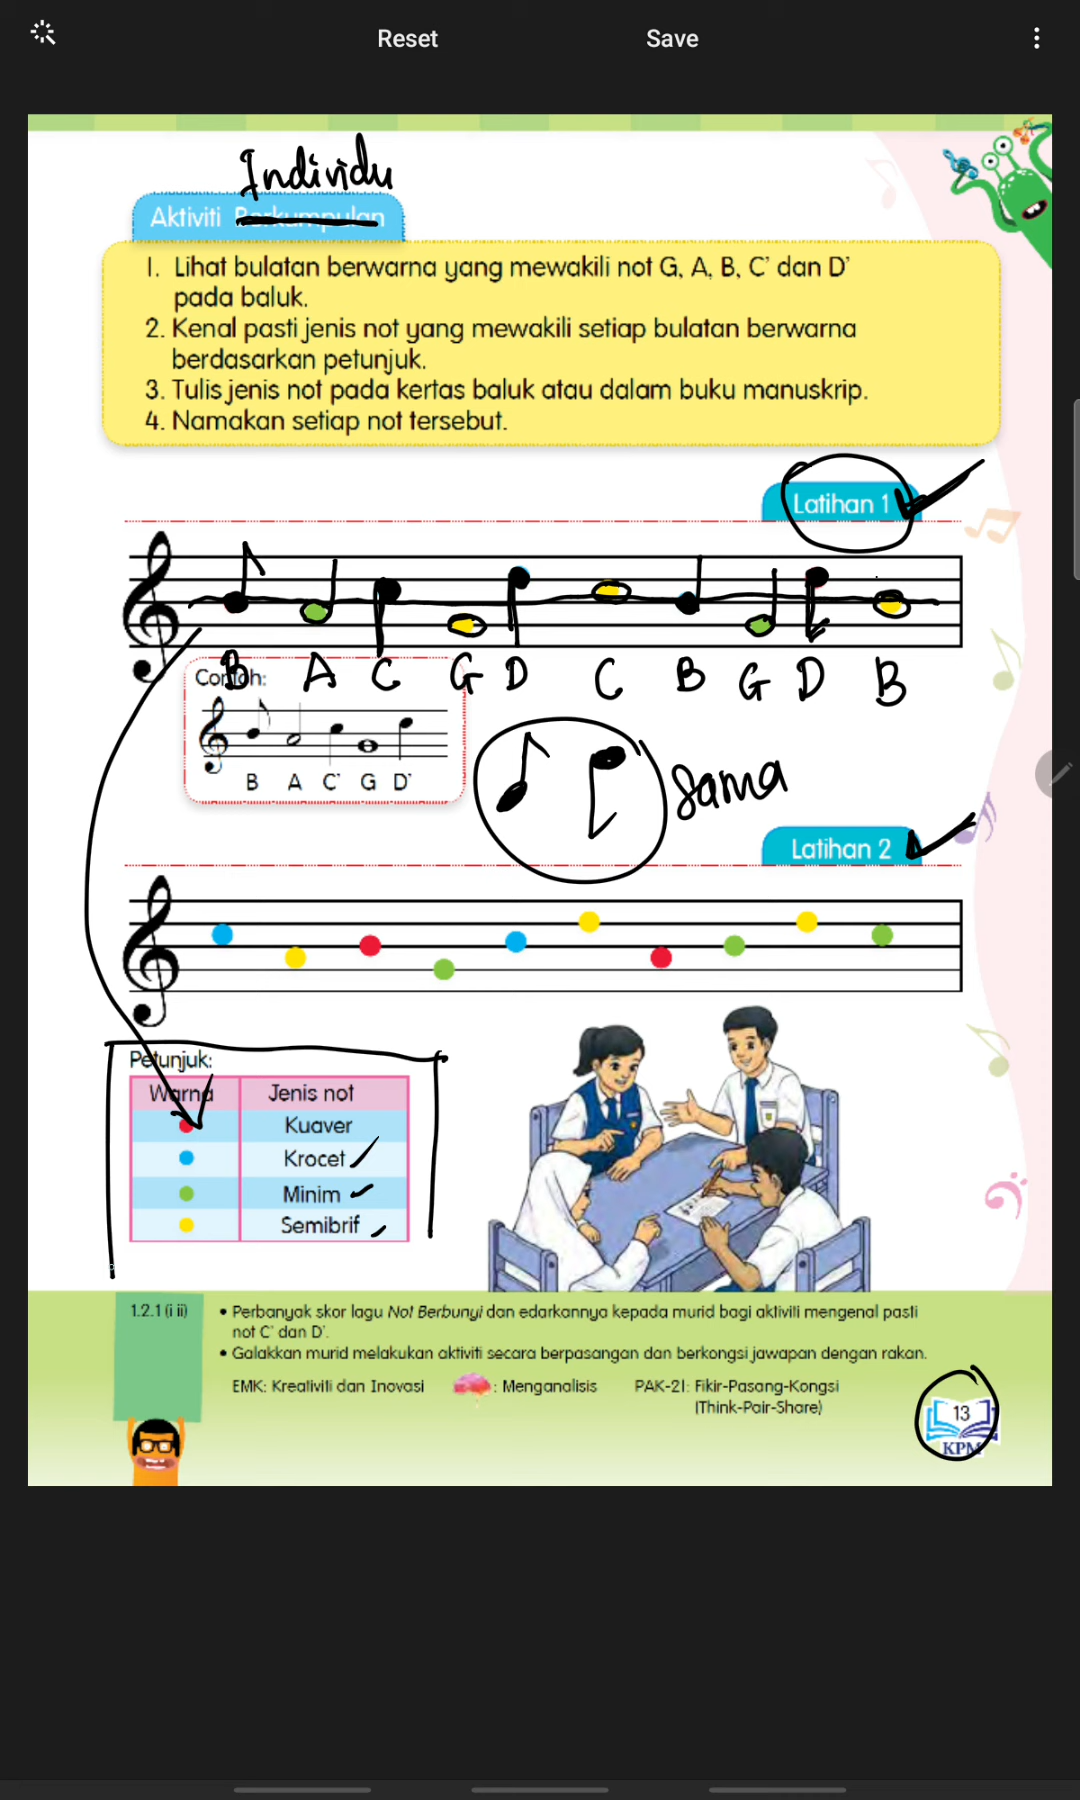 Reset Save
Individu
Aktiviti Berkumpulan
1. Lihat bulatan berwarna yang mewakili not G, A, B, C' dan D'
pada baluk.
2. Kenal pasti jenis not yang mewakili setiap bulatan berwarna
berdasarkan petunjuk.
3. Tulis jenis not pada kertas baluk atau dalam buku manuskrip.
4. Namakan setiap not tersebut.
Latihan 1
B A C G D C B G D B
Contoh:
B A C' G D'
sama
Latihan 2
Petunjuk:
Warna Jenis not
Kuaver
Krocet
Minim
Semibrif
1.2.1 (i ii)
• Perbanyak skor lagu Not Berbunyi dan edarkannya kepada murid bagi aktiviti mengenal pasti
not C' dan D'.
• Galakkan murid melakukan aktiviti secara berpasangan dan berkongsi jawapan dengan rakan.
EMK: Kreativiti dan Inovasi : Menganalisis PAK-21: Fikir-Pasang-Kongsi
(Think-Pair-Share)
13
KPM